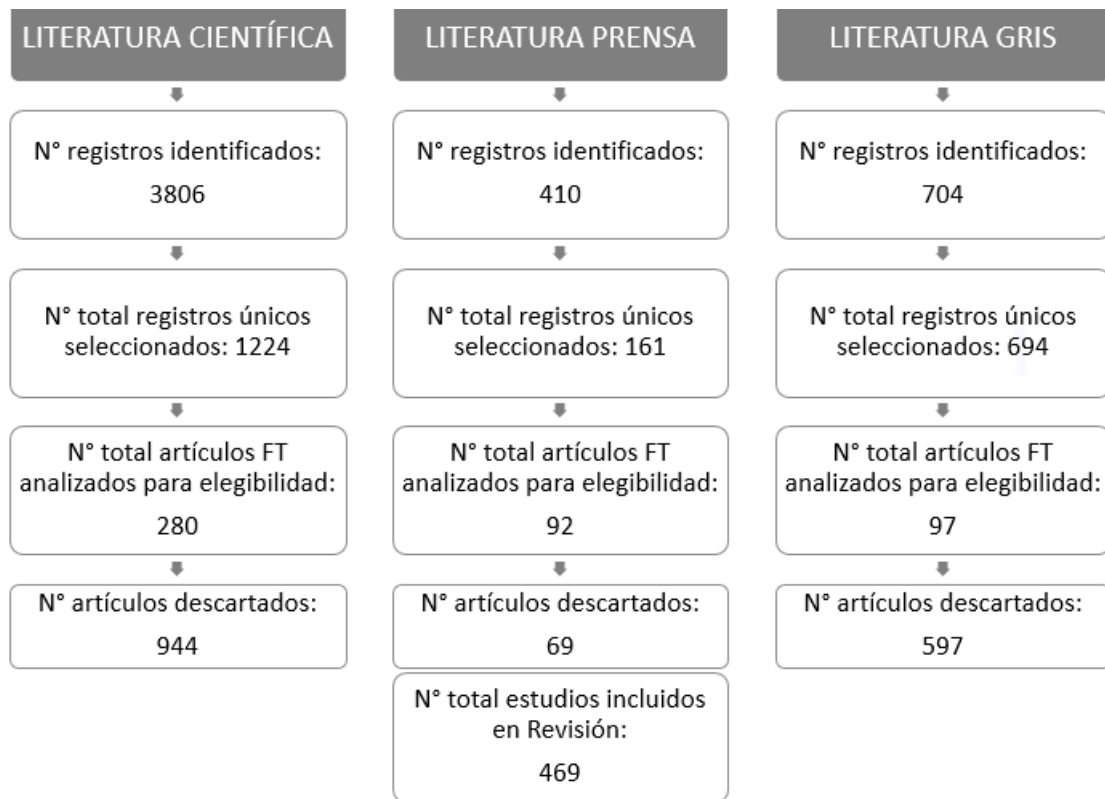 LITERATURA CIENTÍFICA
N° registros identificados:
3806
N° total registros únicos
seleccionados: 1224
N° total artículos FT
analizados para elegibilidad:
280
N° artículos descartados:
944
LITERATURA PRENSA
N° registros identificados:
410
N° total registros únicos
seleccionados: 161
N° total artículos FT
analizados para elegibilidad:
92
N° artículos descartados:
69
N° total estudios incluidos
en Revisión:
469
LITERATURA GRIS
N° registros identificados:
704
N° total registros únicos
seleccionados: 694
N° total artículos FT
analizados para elegibilidad:
97
N° artículos descartados:
597